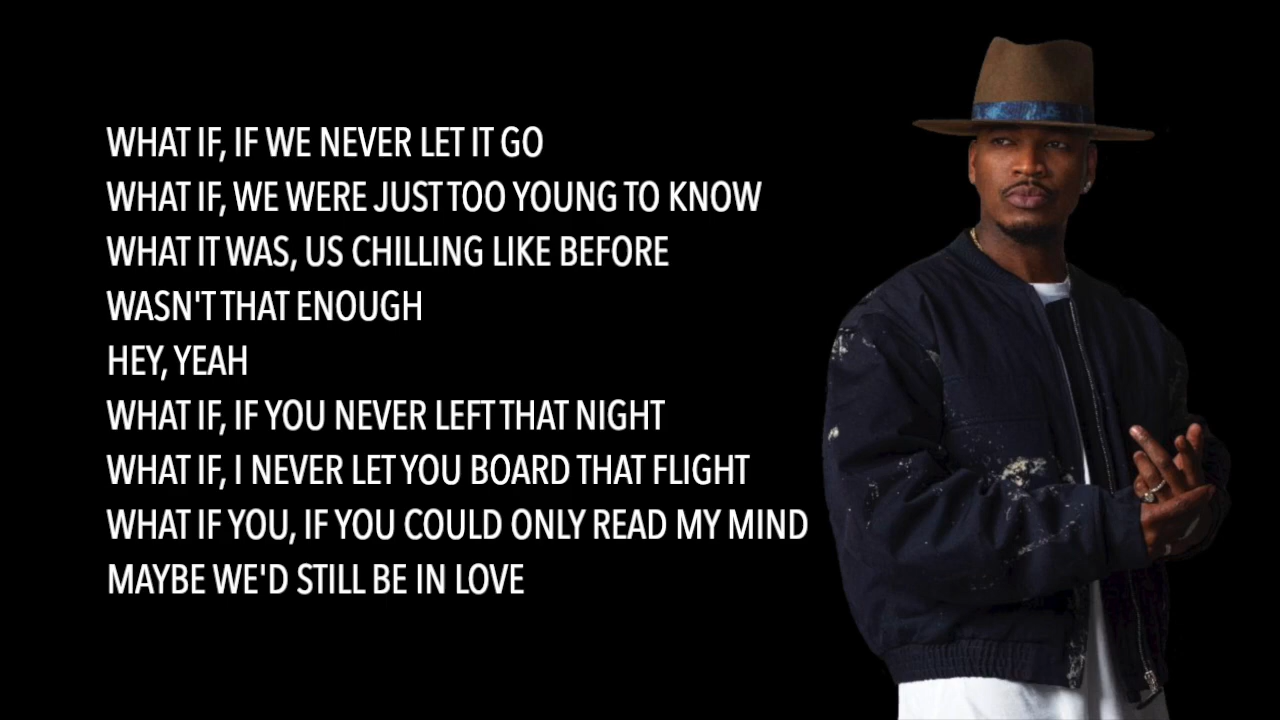 WHAT IF, IF WE NEVER LET IT GO
WHAT IF, WE WERE JUST TOO YOUNG TO KNOW
WHAT IT WAS, US CHILLING LIKE BEFORE
WASN'T THAT ENOUGH
HEY, YEAH
WHAT IF, IF YOU NEVER LEFT THAT NIGHT
WHAT IF, I NEVER LET YOU BOARD THAT FLIGHT
WHAT IF YOU, IF YOU COULD ONLY READ MY MIND
MAYBE WE'D STILL BE IN LOVE